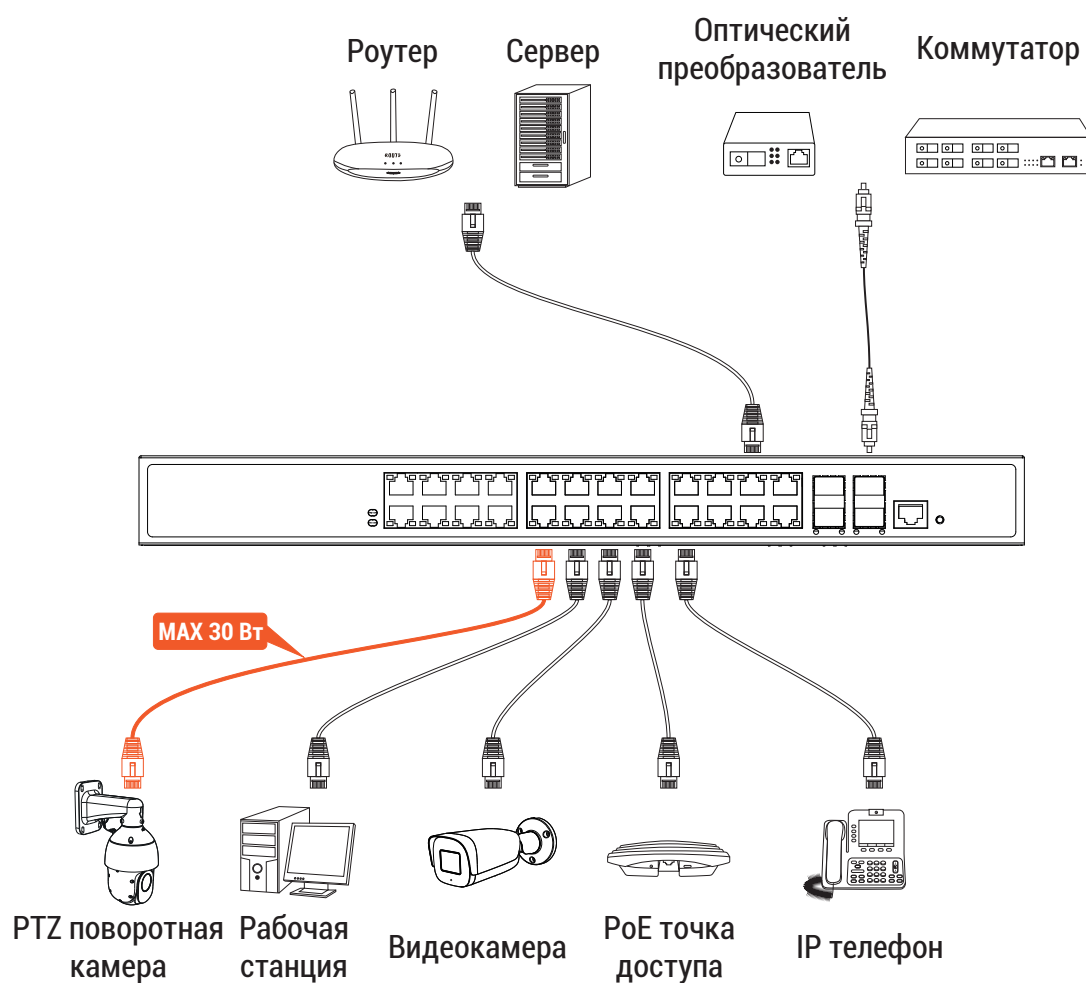 Роутер
Сервер
Оптический
преобразователь
Коммутатор
MAX 30 Вт
PTZ поворотная
камера
Рабочая
станция
Видеокамера
PoE точка
доступа
IP телефон